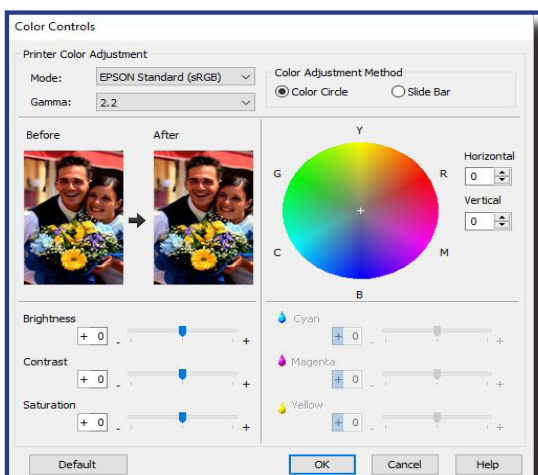 Color Controls
Printer Color Adjustment
Mode: EPSON Standard (sRGB)
Gamma: 2.2
Color Adjustment Method
Color Circle Slide Bar
Before After
Y
G R
C M
B
Horizontal
0
Vertical
0
Brightness
+ 0 - +
Contrast
+ 0 - +
Saturation
+ 0 - +
Cyan
+ 0 - +
Magenta
+ 0 - +
Yellow
+ 0 - +
Default OK Cancel Help